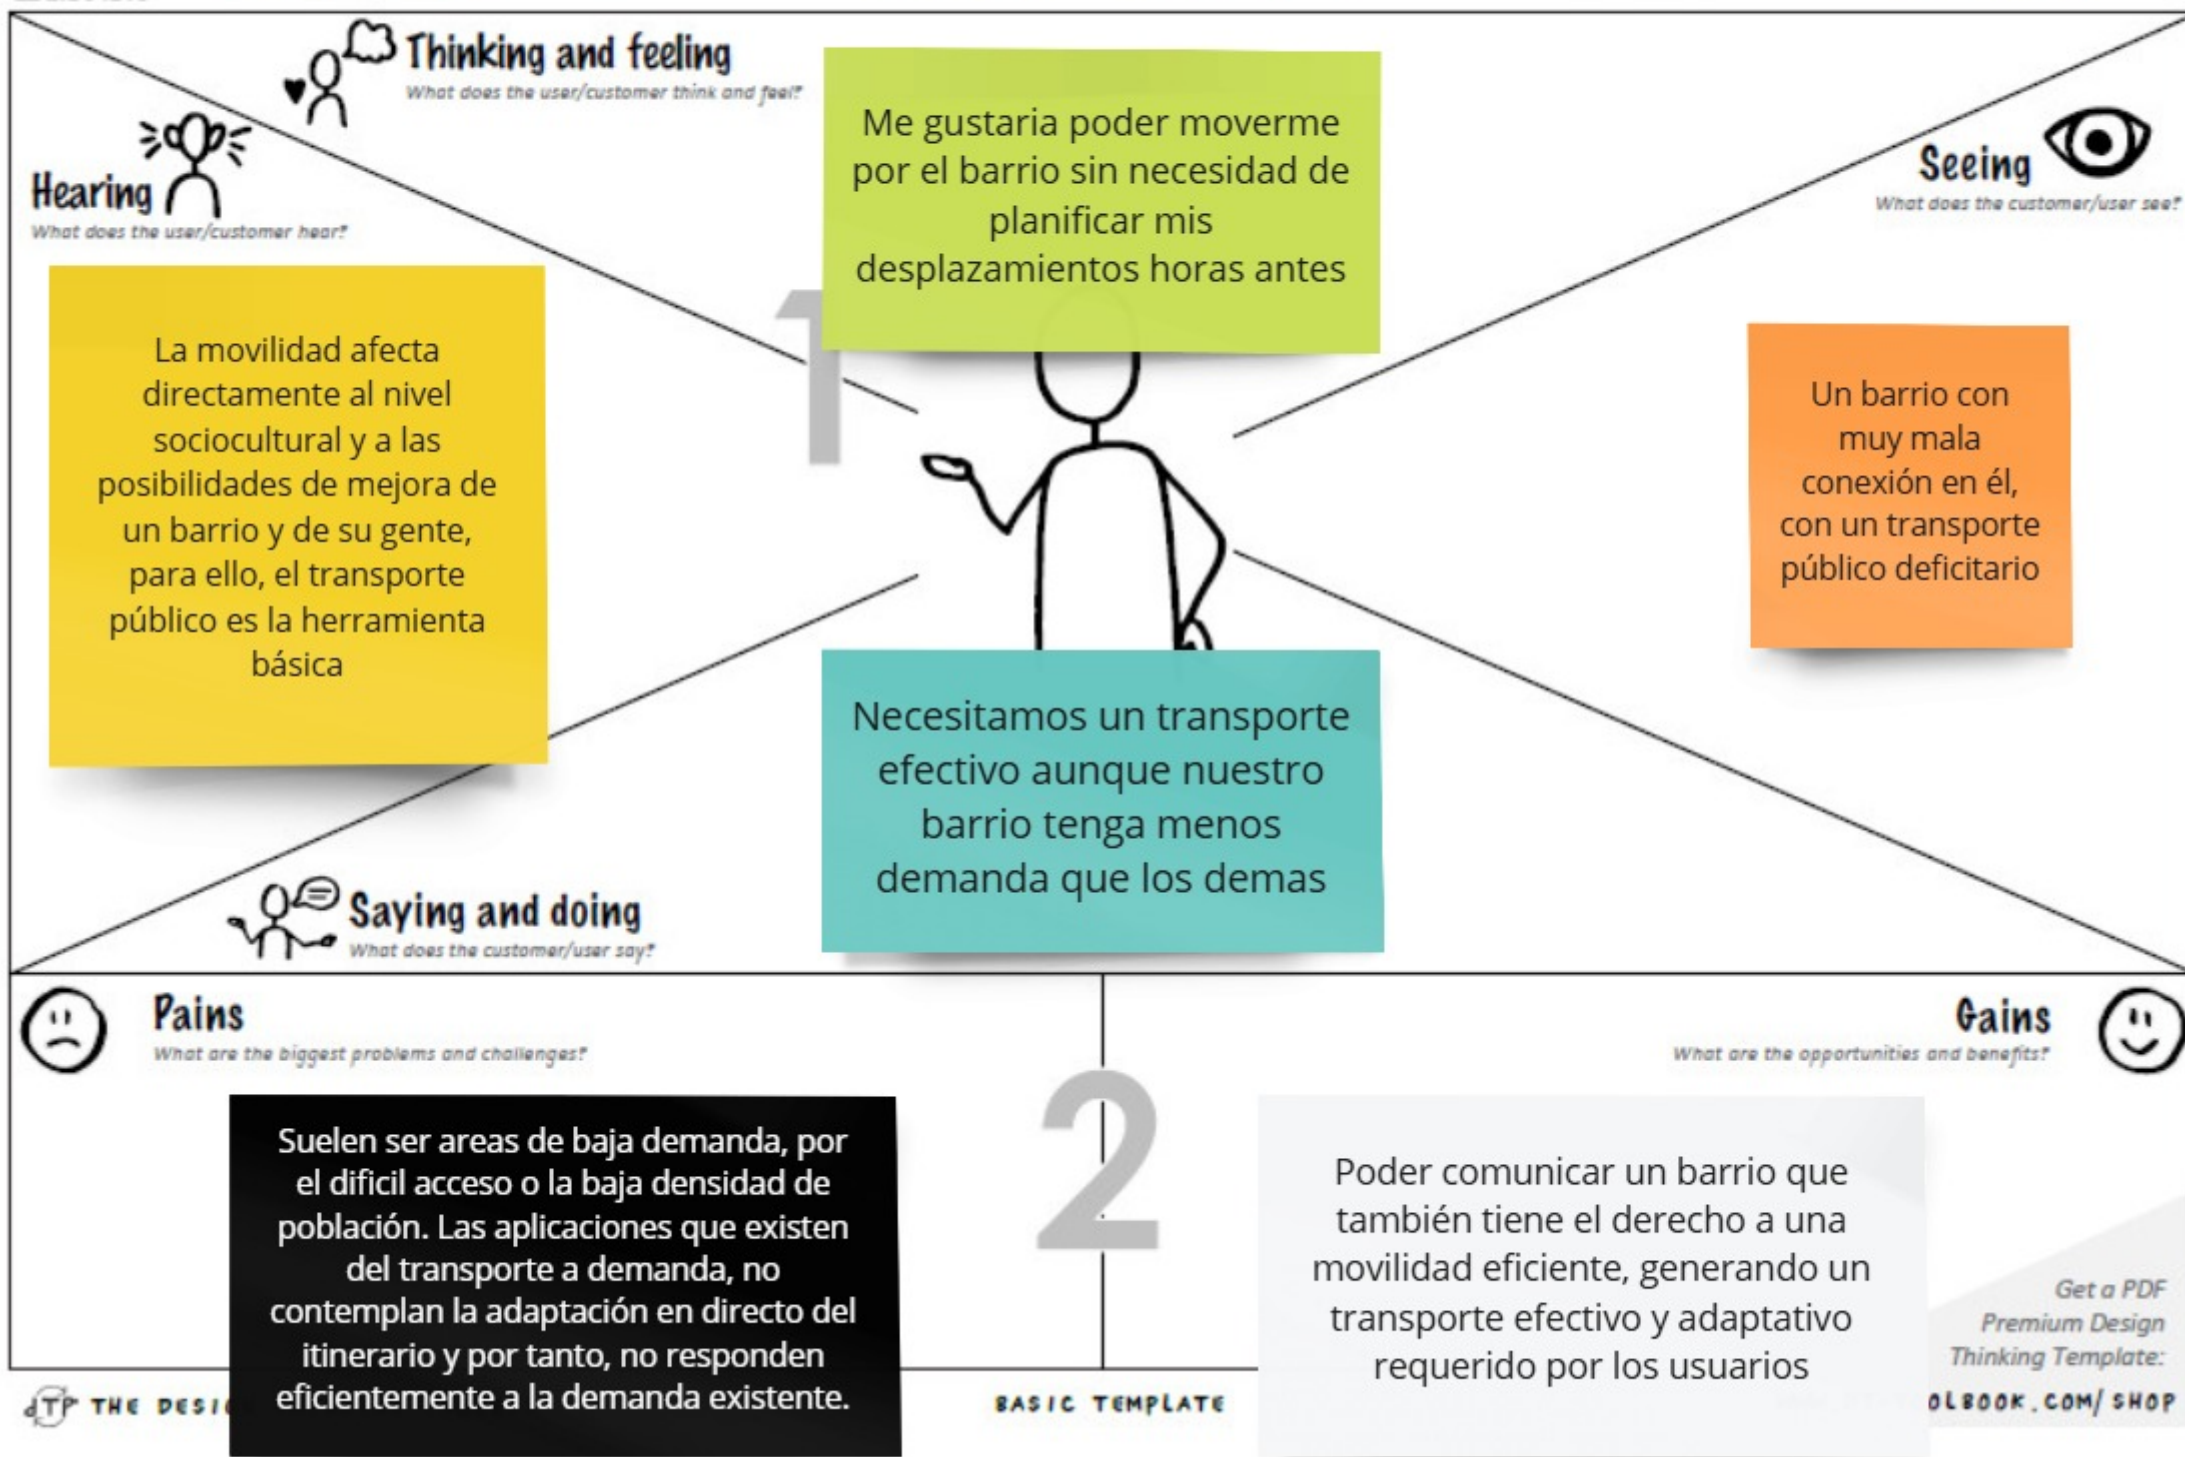 Thinking and feeling
What does the user/customer think and feel?
Me gustaria poder moverme
por el barrio sin necesidad de
planificar mis
desplazamientos horas antes
Hearing
What does the user/customer hear?
La movilidad afecta
directamente al nivel
sociocultural y a las
posibilidades de mejora de
un barrio y de su gente,
para ello, el transporte
público es la herramienta
básica
1
Seeing
What does the customer/user see?
Un barrio con
muy mala
conexión en él,
con un transporte
público deficitario
Necesitamos un transporte
efectivo aunque nuestro
barrio tenga menos
demanda que los demas
Saying and doing
What does the customer/user say?
Pains
What are the biggest problems and challenges?
Suelen ser areas de baja demanda, por
el dificil acceso o la baja densidad de
población. Las aplicaciones que existen
del transporte a demanda, no
contemplan la adaptación en directo del
itinerario y por tanto, no responden
eficientemente a la demanda existente.
2
Gains
What are the opportunities and benefits?
Poder comunicar un barrio que
también tiene el derecho a una
movilidad eficiente, generando un
transporte efectivo y adaptativo
requerido por los usuarios
Get a PDF
Premium Design
Thinking Template:
dTP THE DESI
BASIC TEMPLATE
OLBOOK.COM/SHOP